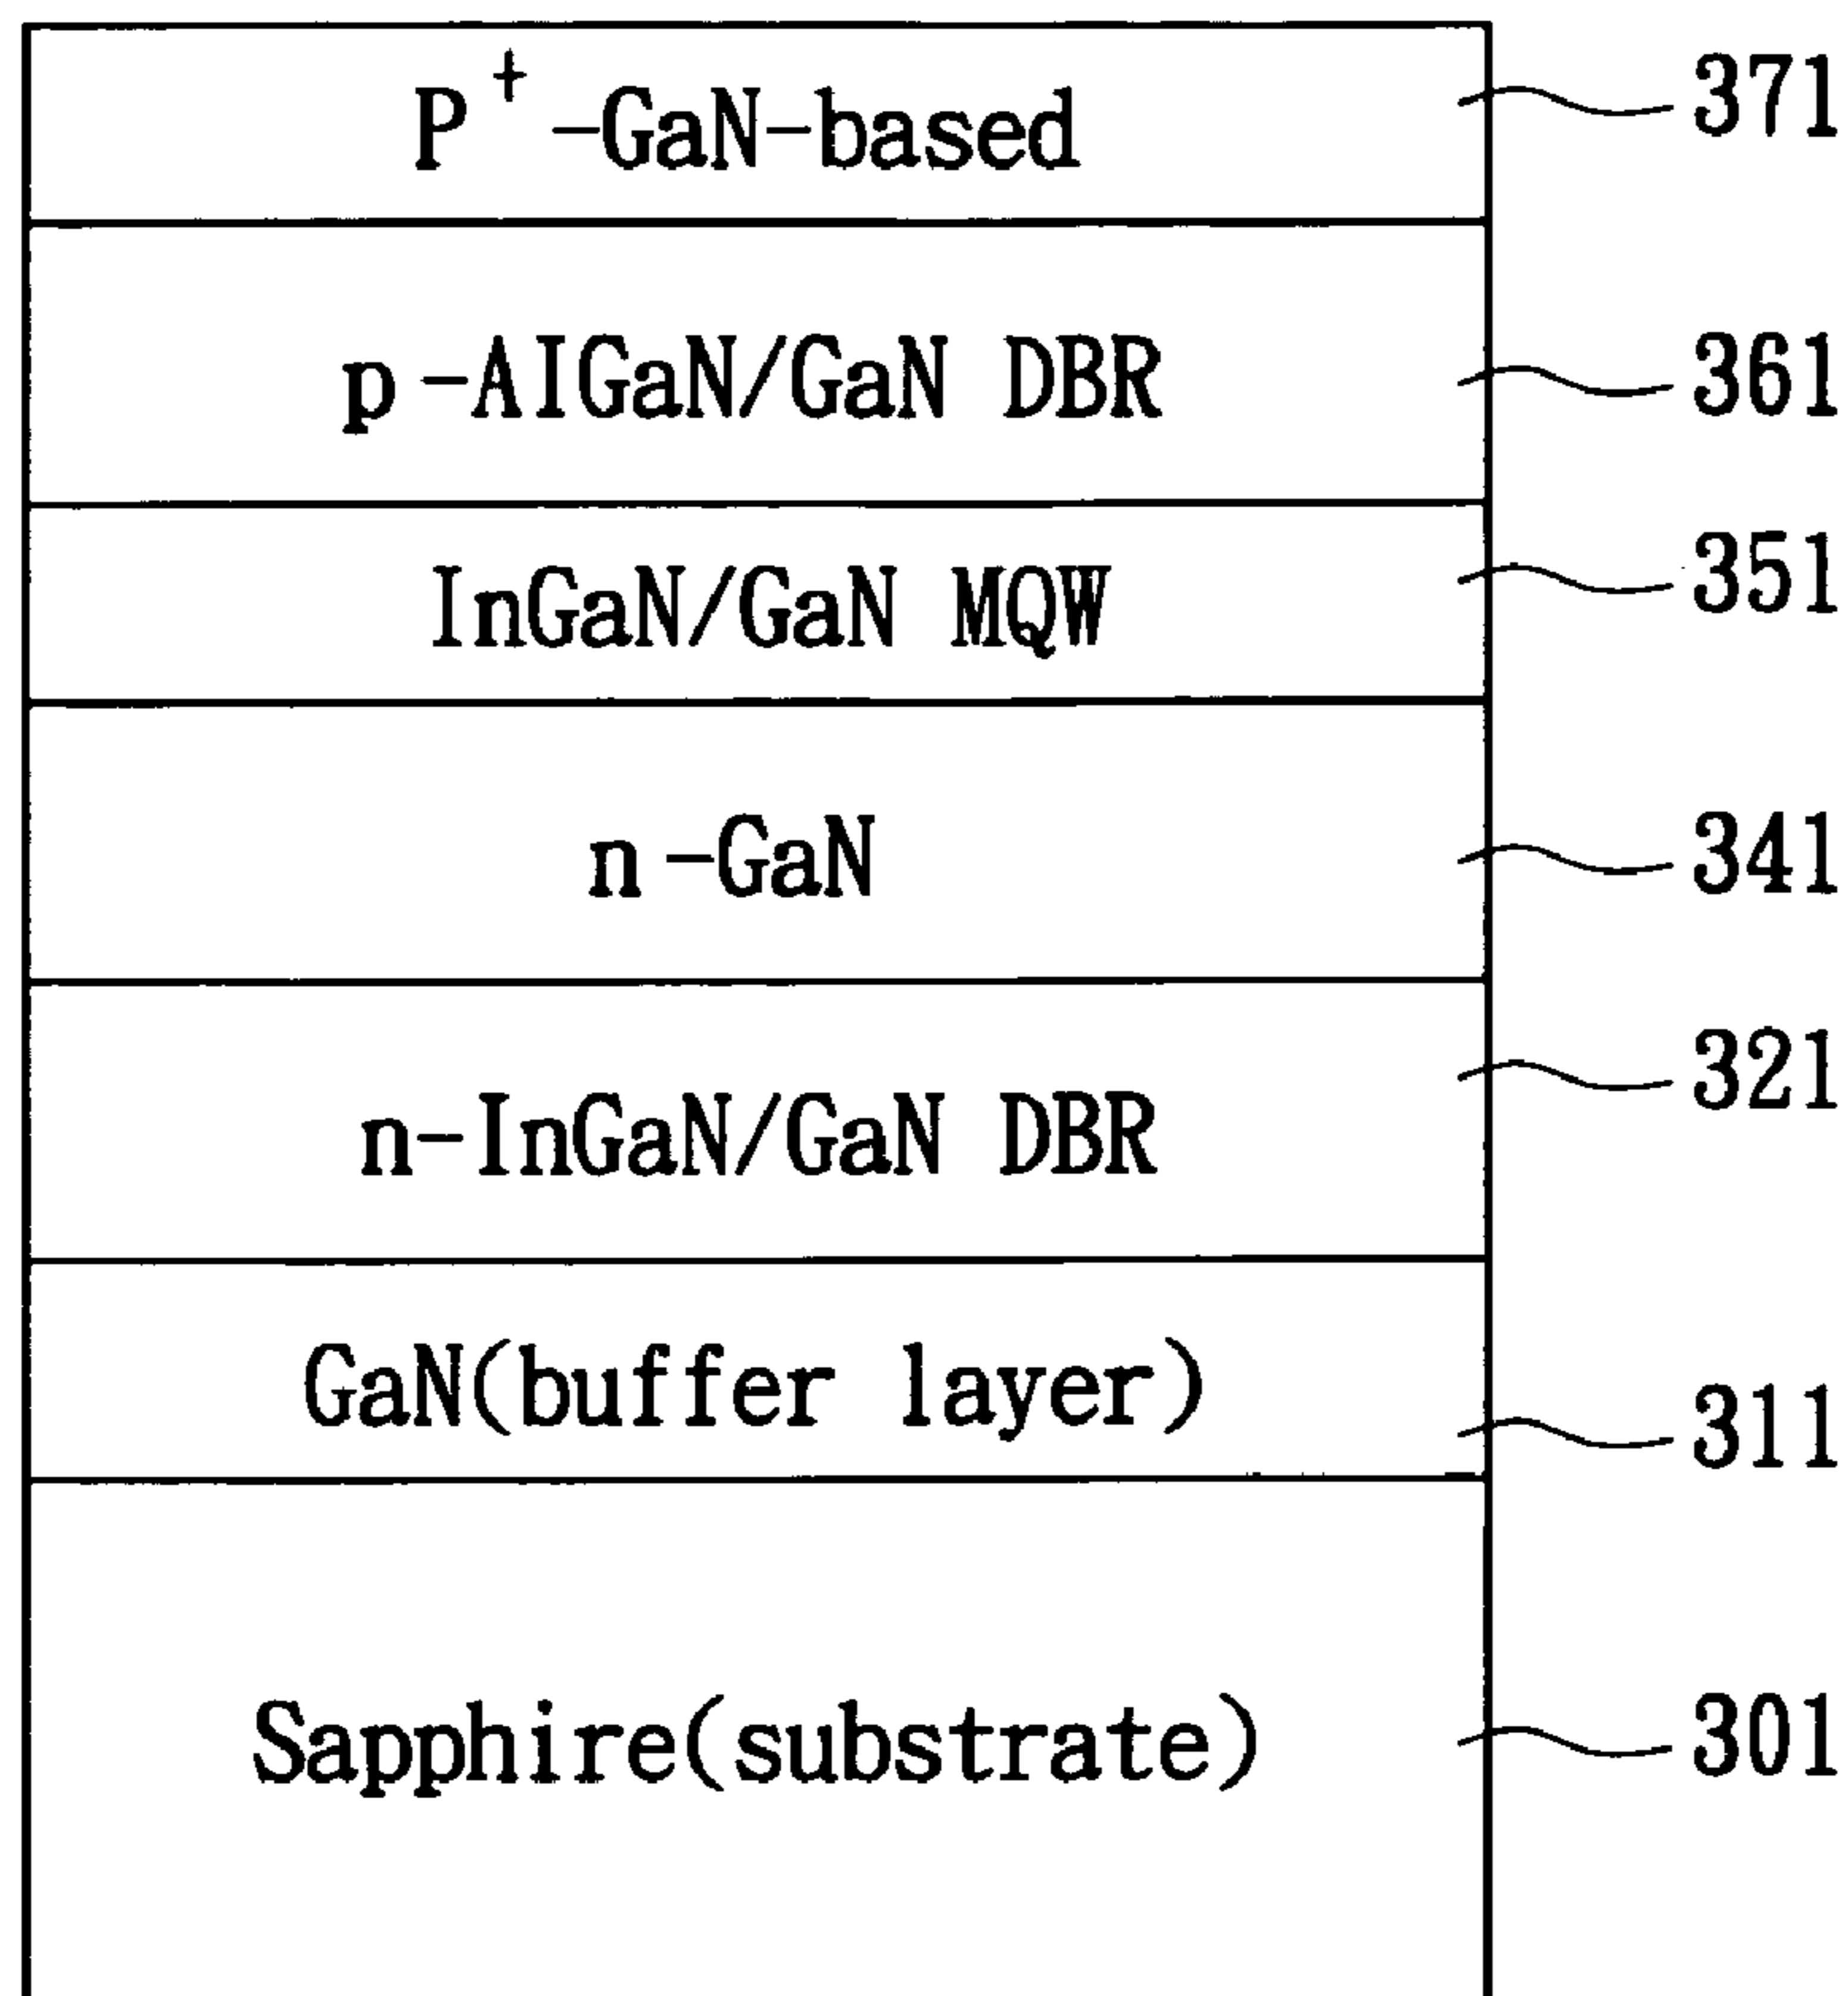 P⁺-GaN-based 371
p-AlGaN/GaN DBR 361
InGaN/GaN MQW 351
n-GaN 341
n-InGaN/GaN DBR 321
GaN(buffer layer) 311
Sapphire(substrate) 301